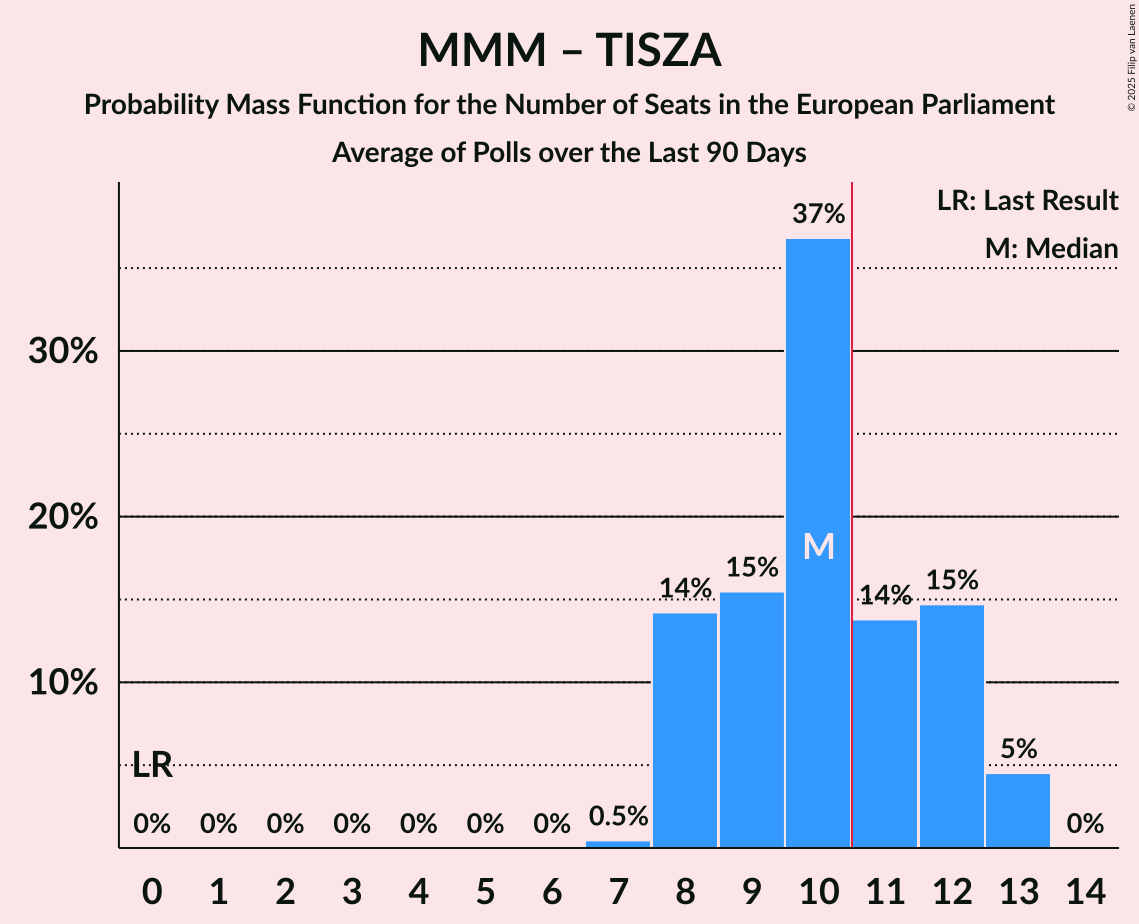 MMM – TISZA
Probability Mass Function for the Number of Seats in the European Parliament
Average of Polls over the Last 90 Days
© 2025 Filip van Laenen
LR: Last Result
M: Median
37%
30%
20%
10%
M
14%
15%
14%
15%
5%
LR
0%
0%
0%
0%
0%
0%
0%
0.5%
0%
0 1 2 3 4 5 6 7 8 9 10 11 12 13 14